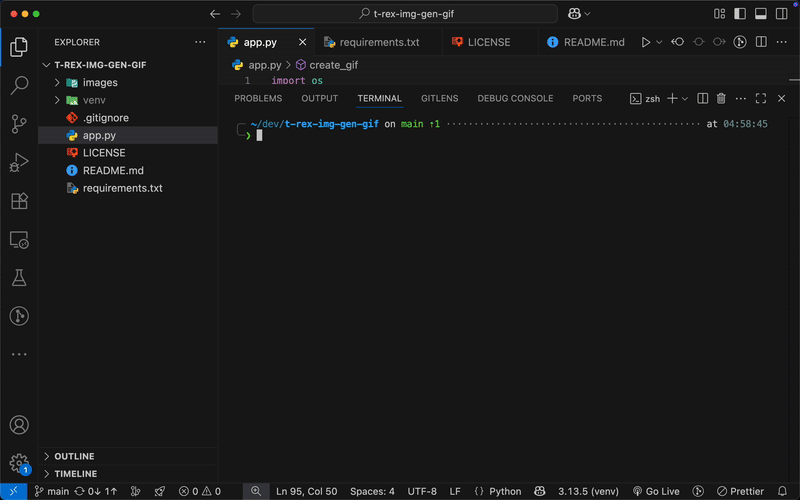 t-rex-img-gen-gif
EXPLORER
T-REX-IMG-GEN-GIF
images
venv
.gitignore
app.py
LICENSE
README.md
requirements.txt
OUTLINE
TIMELINE
app.py
requirements.txt
LICENSE
README.md
app.py > create_gif
1 import os
PROBLEMS OUTPUT TERMINAL GITLENS DEBUG CONSOLE PORTS
zsh
~/dev/t-rex-img-gen-gif on main ↑1 at 04:58:45
❯
1
main 0↓ 1↑ 0 0 Ln 95, Col 50 Spaces: 4 UTF-8 LF { } Python 3.13.5 (venv) Go Live Prettier